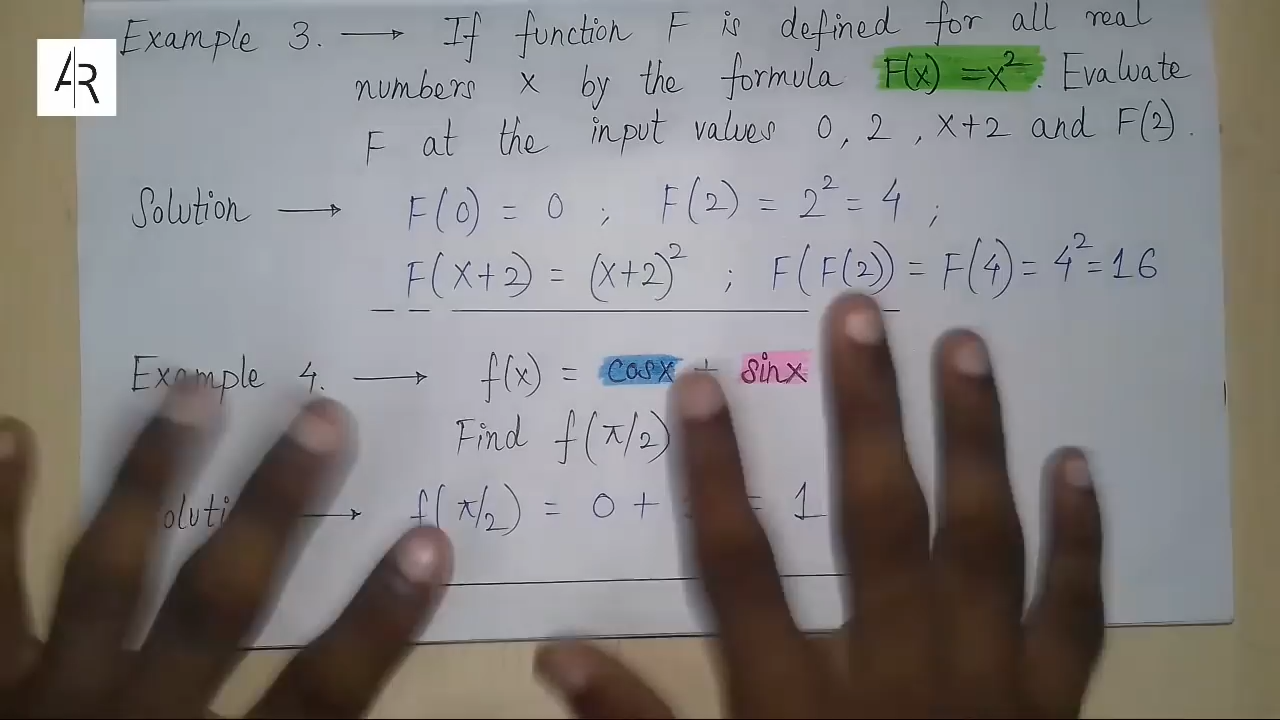 AR
Example 3. → If function F is defined for all real
numbers x by the formula F(x) = x². Evaluate
F at the input values 0, 2, x+2 and F(2).
Solution → F(0) = 0 ; F(2) = 2² = 4 ;
F(x+2) = (x+2)² ; F(F(2)) = F(4) = 4² = 16
Example 4. → f(x) = cosx + sinx
Find f(π/2)
→ f(π/2) = 0 + = 1